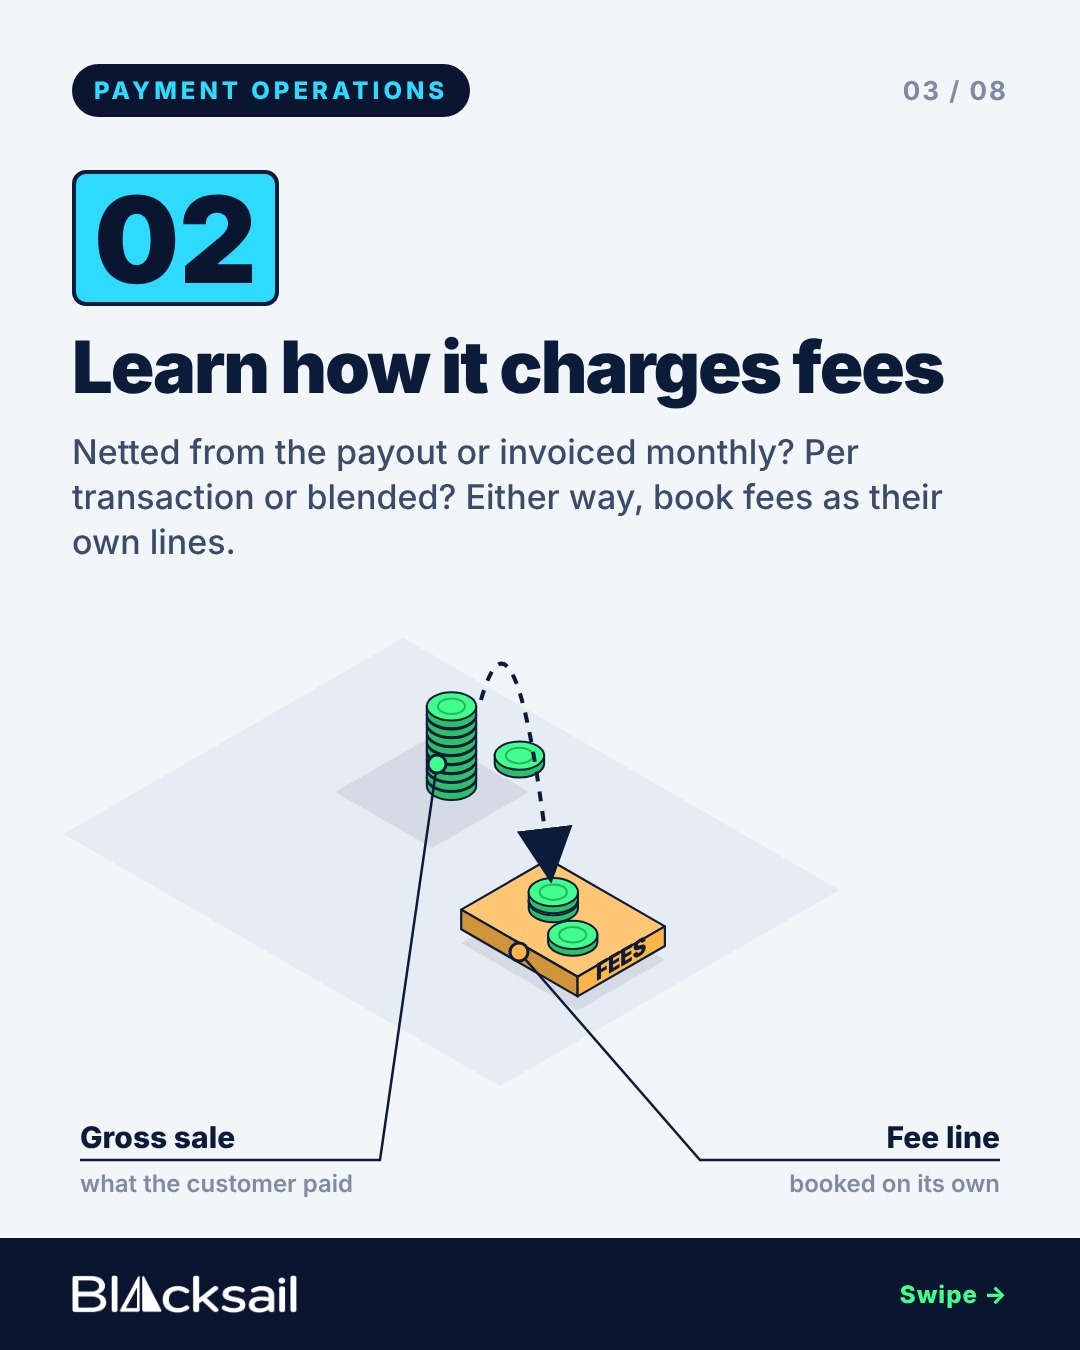 PAYMENT OPERATIONS
03 / 08
02
Learn how it charges fees
Netted from the payout or invoiced monthly? Per
transaction or blended? Either way, book fees as their
own lines.
FEES
Gross sale
what the customer paid
Fee line
booked on its own
Blacksail
Swipe →